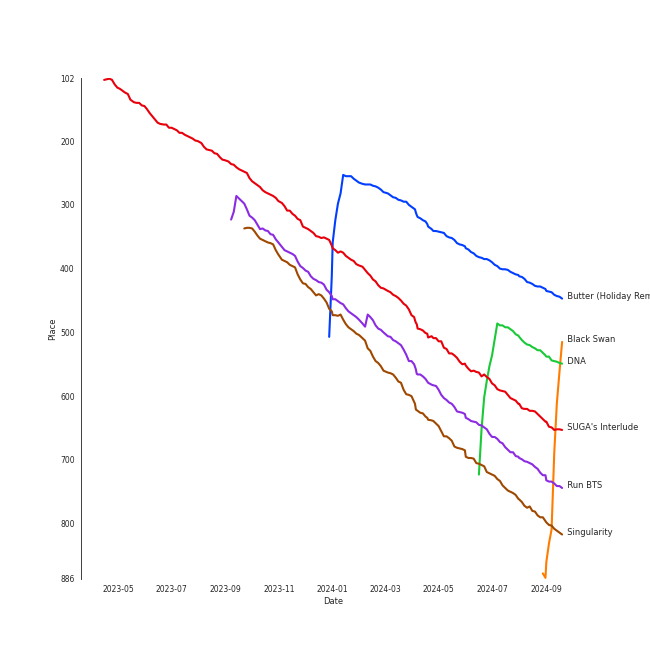 102
200
300
400
500
600
700
800
886
Place
2023-05
2023-07
2023-09
2023-11
2024-01
2024-03
2024-05
2024-07
2024-09
Date
Butter (Holiday Rem
Black Swan
DNA
SUGA's Interlude
Run BTS
Singularity